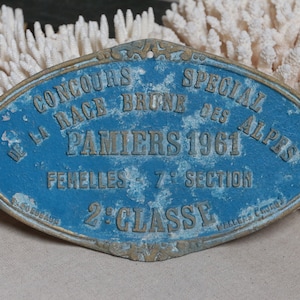 CONCOURS SPECIAL
DE LA RACE BRUNE DES ALPES
PAMIERS 1961
FEMELLES 7E SECTION
2E CLASSE